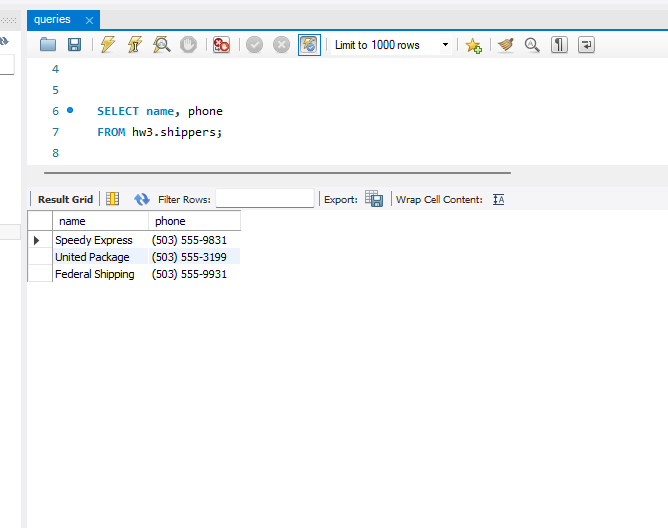 queries
Limit to 1000 rows
4
5
6 SELECT name, phone
7 FROM hw3.shippers;
8
Result Grid Filter Rows: Export: Wrap Cell Content:
name phone
Speedy Express (503) 555-9831
United Package (503) 555-3199
Federal Shipping (503) 555-9931